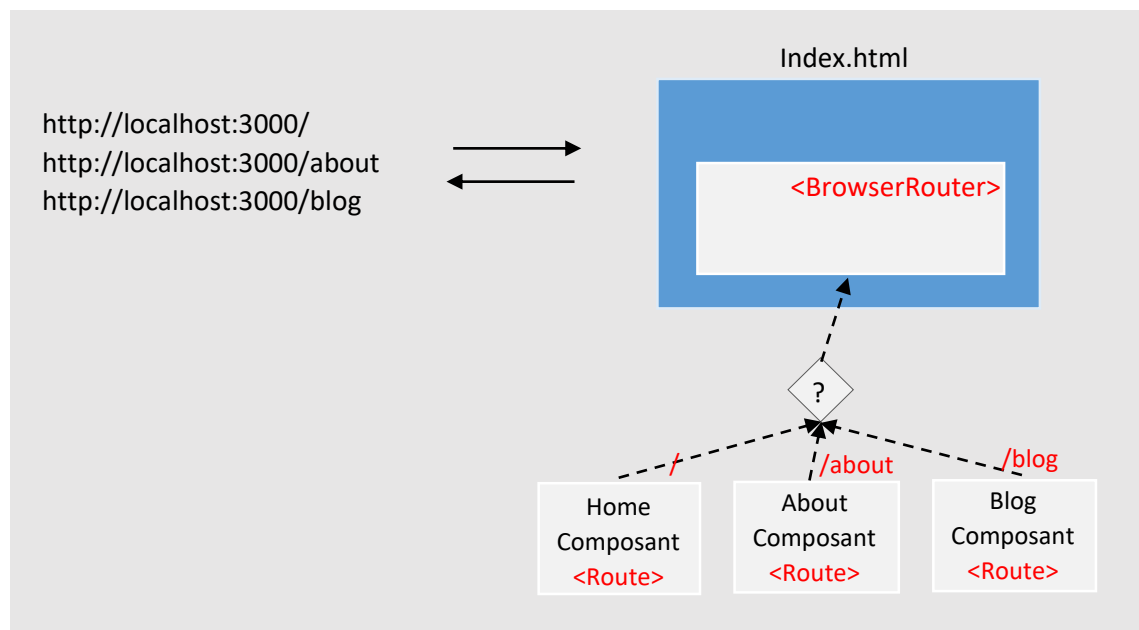 Index.html
http://localhost:3000/
http://localhost:3000/about
http://localhost:3000/blog
<BrowserRouter>
?
/
/about
/blog
Home
Composant
<Route>
About
Composant
<Route>
Blog
Composant
<Route>